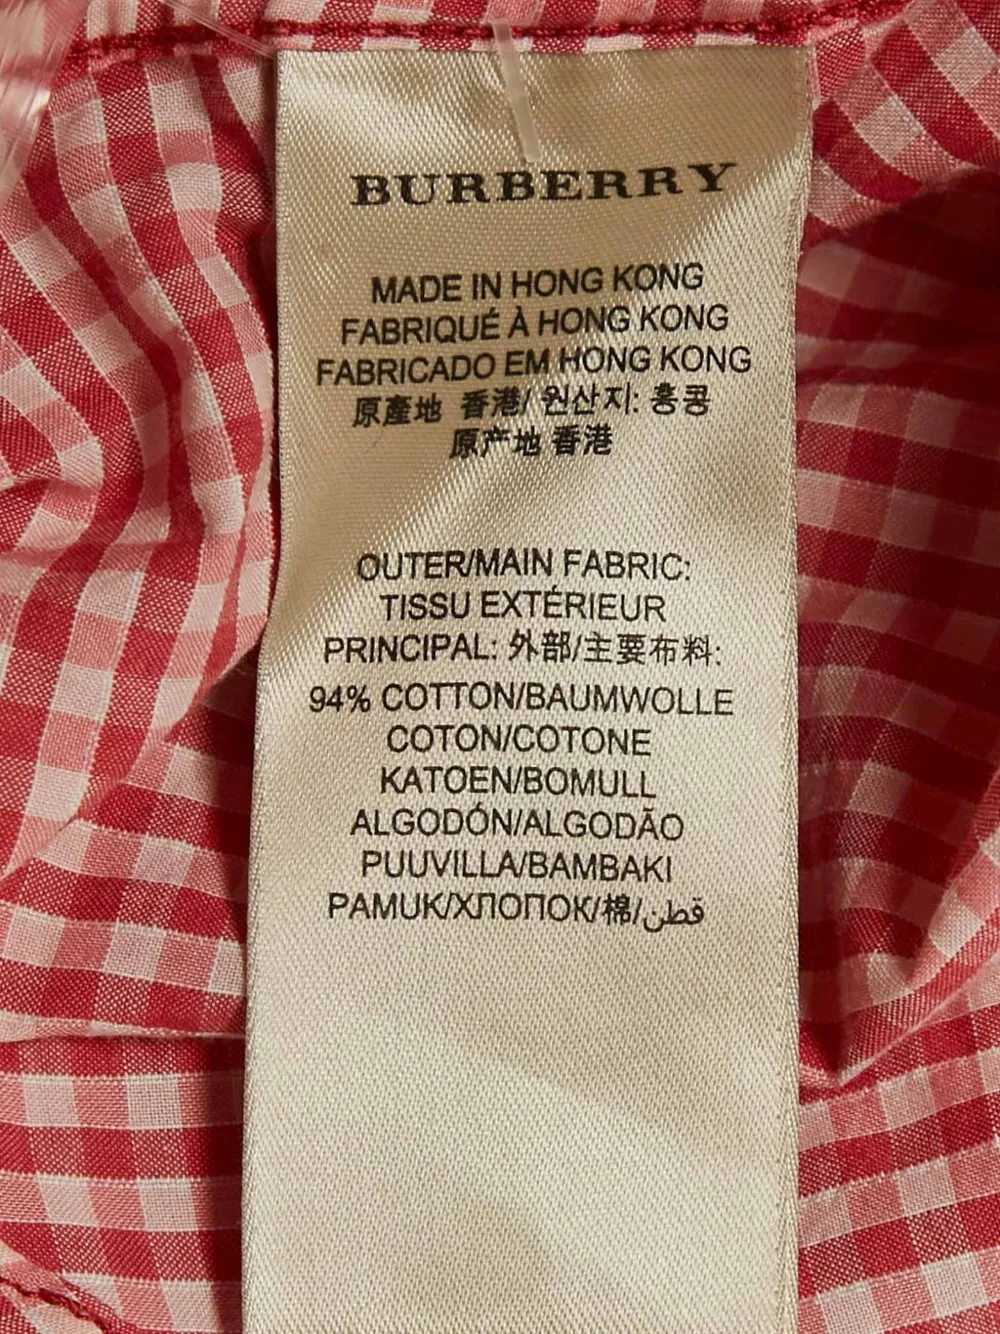 BURBERRY
MADE IN HONG KONG
FABRIQUÉ À HONG KONG
FABRICADO EM HONG KONG
原產地 香港/ 원산지: 홍콩
原产地 香港
OUTER/MAIN FABRIC:
TISSU EXTÉRIEUR
PRINCIPAL: 外部/主要布料:
94% COTTON/BAUMWOLLE
COTON/COTONE
KATOEN/BOMULL
ALGODÓN/ALGODÃO
PUUVILLA/BAMBAKI
PAMUK/ХЛОПОК/棉/قطن